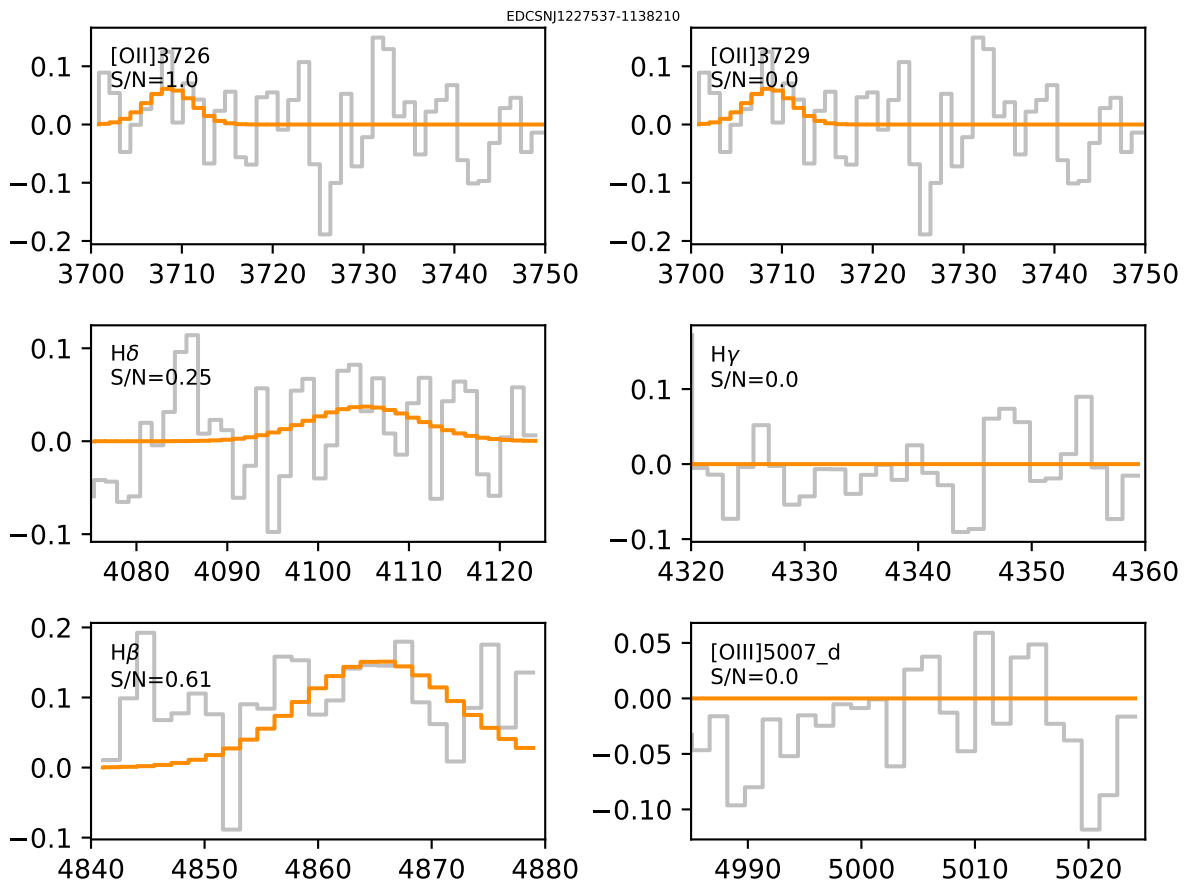 EDCSNJ1227537-1138210
[OII]3726
S/N=1.0
0.1
0.0
−0.1
−0.2
3700 3710 3720 3730 3740 3750
[OII]3729
S/N=0.0
0.1
0.0
−0.1
−0.2
3700 3710 3720 3730 3740 3750
Hδ
S/N=0.25
0.1
0.0
−0.1
4080 4090 4100 4110 4120
Hγ
S/N=0.0
0.1
0.0
−0.1
4320 4330 4340 4350 4360
Hβ
S/N=0.61
0.2
0.1
0.0
−0.1
4840 4850 4860 4870 4880
[OIII]5007_d
S/N=0.0
0.05
0.00
−0.05
−0.10
4990 5000 5010 5020